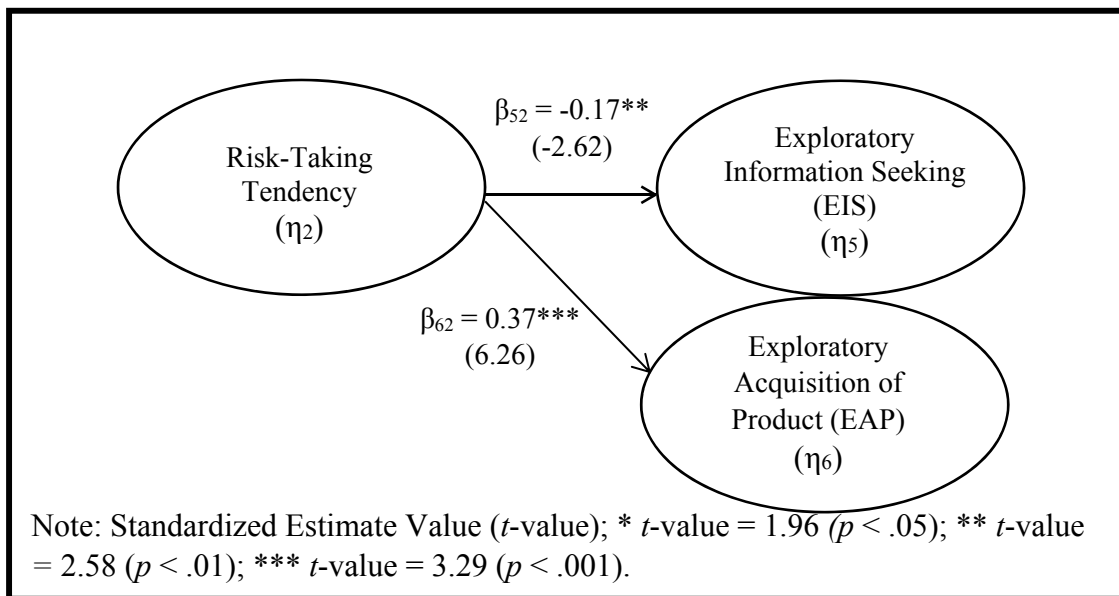 Risk-Taking
Tendency
(η₂)
β₅₂ = -0.17**
(-2.62)
Exploratory
Information Seeking
(EIS)
(η₅)
β₆₂ = 0.37***
(6.26)
Exploratory
Acquisition of
Product (EAP)
(η₆)
Note: Standardized Estimate Value (t-value); * t-value = 1.96 (p < .05); ** t-value
= 2.58 (p < .01); *** t-value = 3.29 (p < .001).